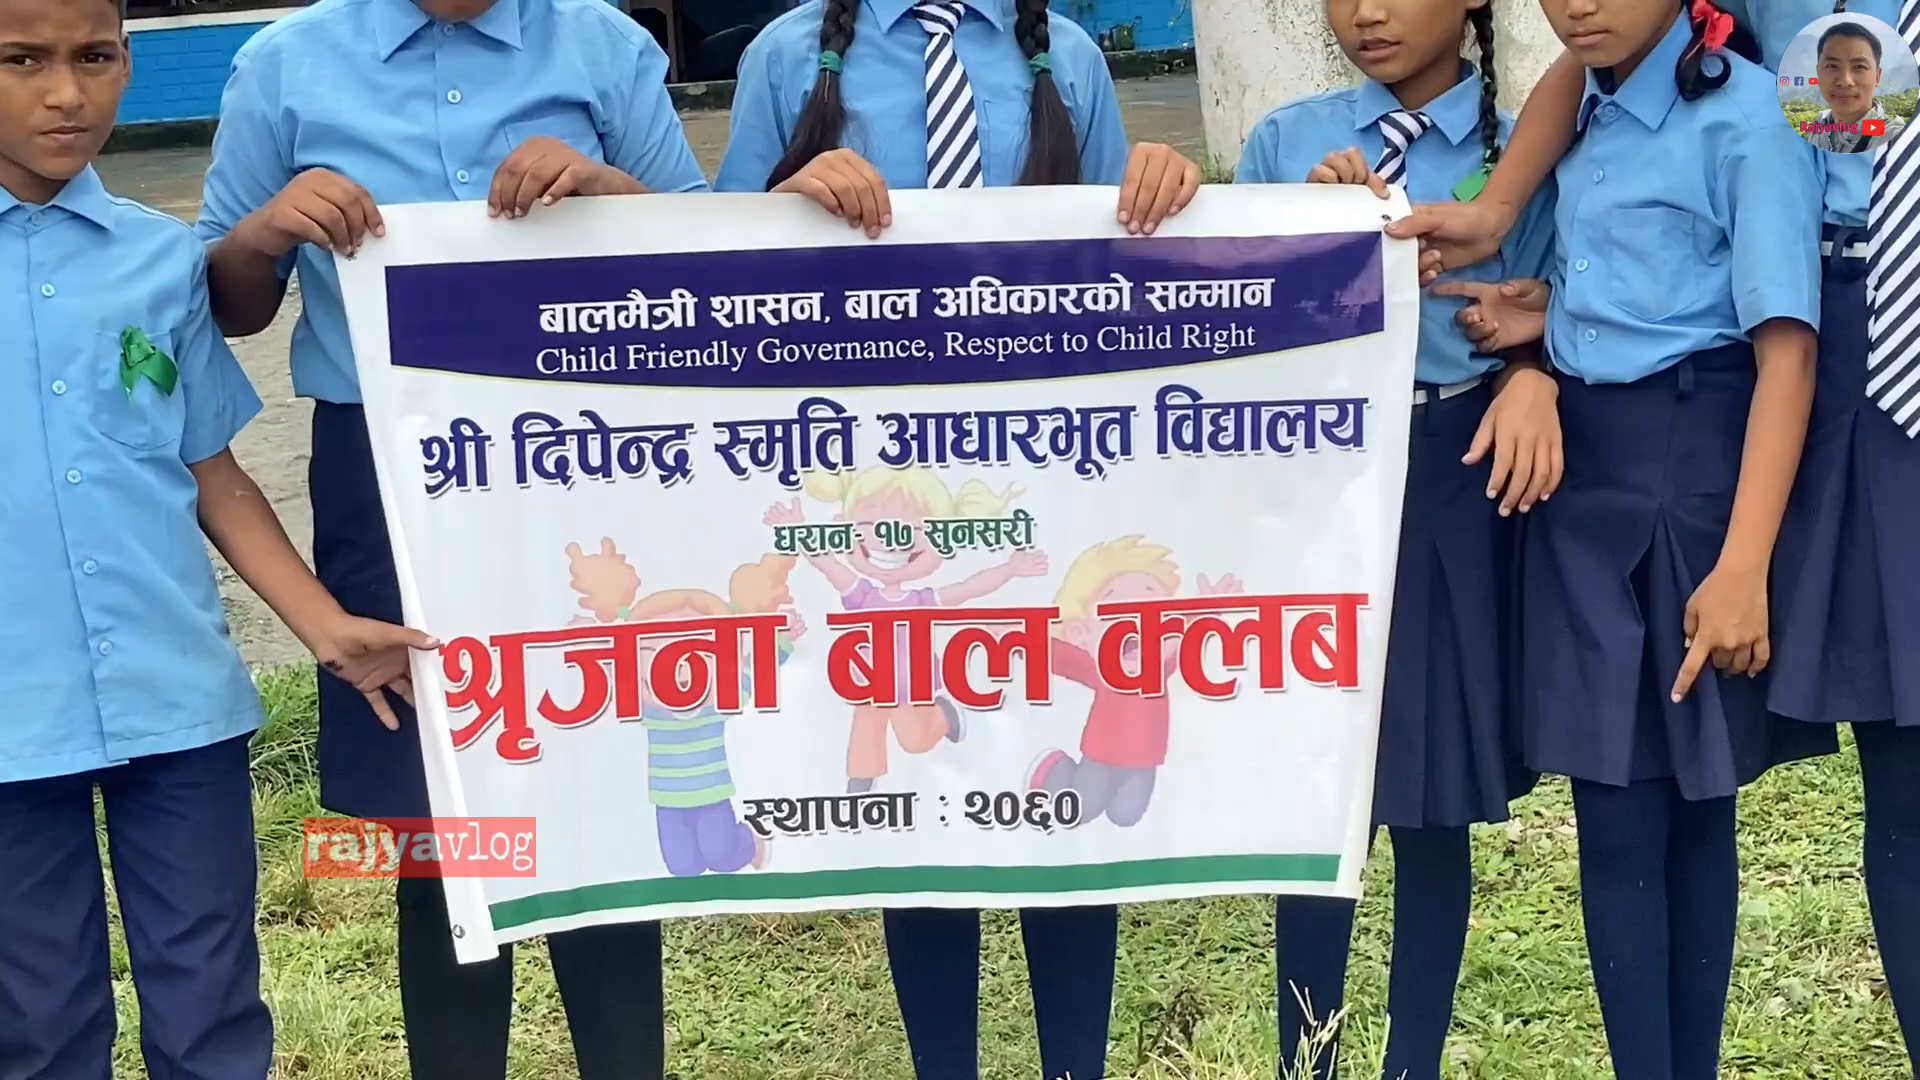 Rajyavlog
बालमैत्री शासन, बाल अधिकारको सम्मान
Child Friendly Governance, Respect to Child Right
श्री दिपेन्द्र स्मृति आधारभूत विद्यालय
धरान- १७ सुनसरी
श्रृजना बाल क्लब
स्थापना : २०६०
rajyavlog